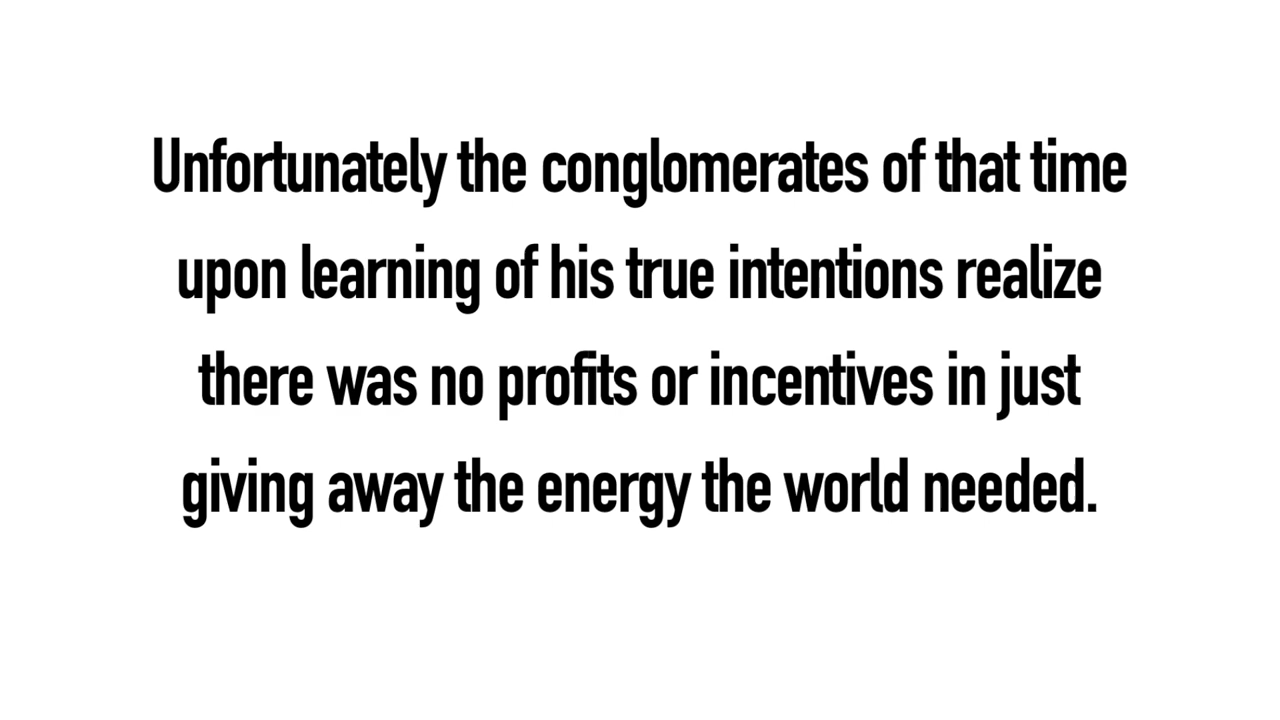 Unfortunately the conglomerates of that time
upon learning of his true intentions realize
there was no profits or incentives in just
giving away the energy the world needed.